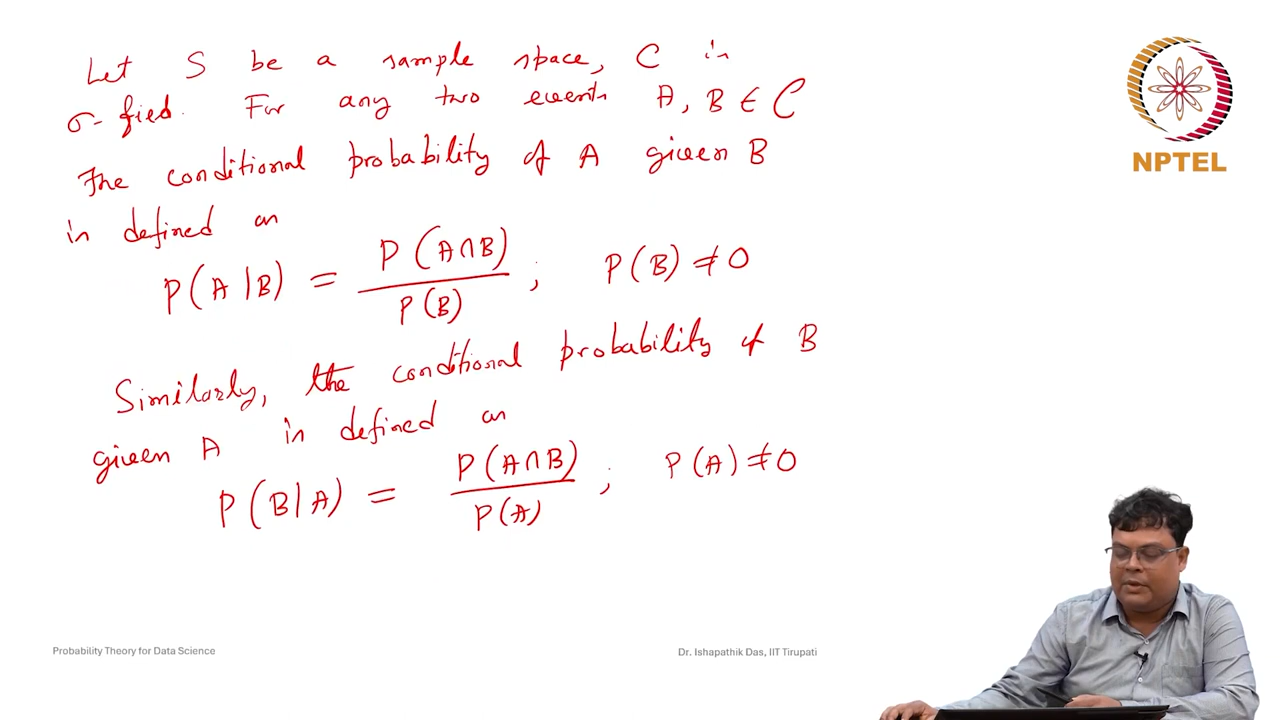 Let S be a sample space, C is
σ-field. For any two events A, B ∈ C
The conditional probability of A given B
is defined as
P(A|B) = P(A∩B) / P(B) ; P(B) ≠ 0
Similarly, the conditional probability of B
given A is defined as
P(B|A) = P(A∩B) / P(A) ; P(A) ≠ 0
NPTEL
Probability Theory for Data Science
Dr. Ishapathik Das, IIT Tirupati